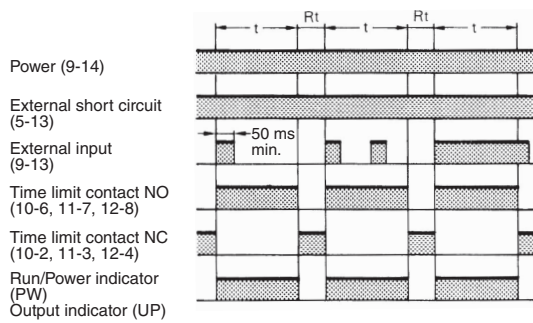 t Rt t Rt t
Power (9-14)
External short circuit
(5-13)
External input
(9-13)
50 ms
min.
Time limit contact NO
(10-6, 11-7, 12-8)
Time limit contact NC
(10-2, 11-3, 12-4)
Run/Power indicator
(PW)
Output indicator (UP)